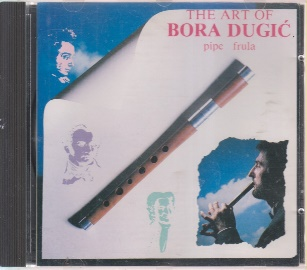 THE ART OF
BORA DUGIĆ
pipe frula